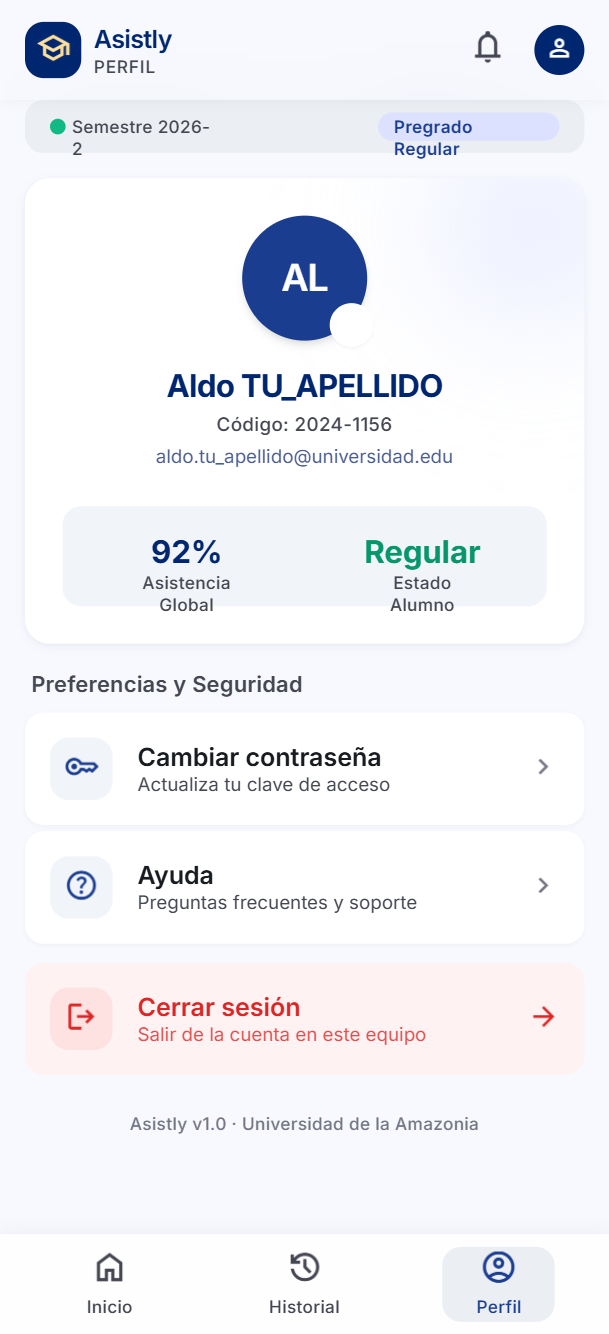 Asistly
PERFIL
Semestre 2026-
2
Pregrado
Regular
AL
Aldo TU_APELLIDO
Código: 2024-1156
aldo.tu_apellido@universidad.edu
92%
Asistencia
Global
Regular
Estado
Alumno
Preferencias y Seguridad
Cambiar contraseña
Actualiza tu clave de acceso
Ayuda
Preguntas frecuentes y soporte
Cerrar sesión
Salir de la cuenta en este equipo
Asistly v1.0 · Universidad de la Amazonia
Inicio
Historial
Perfil